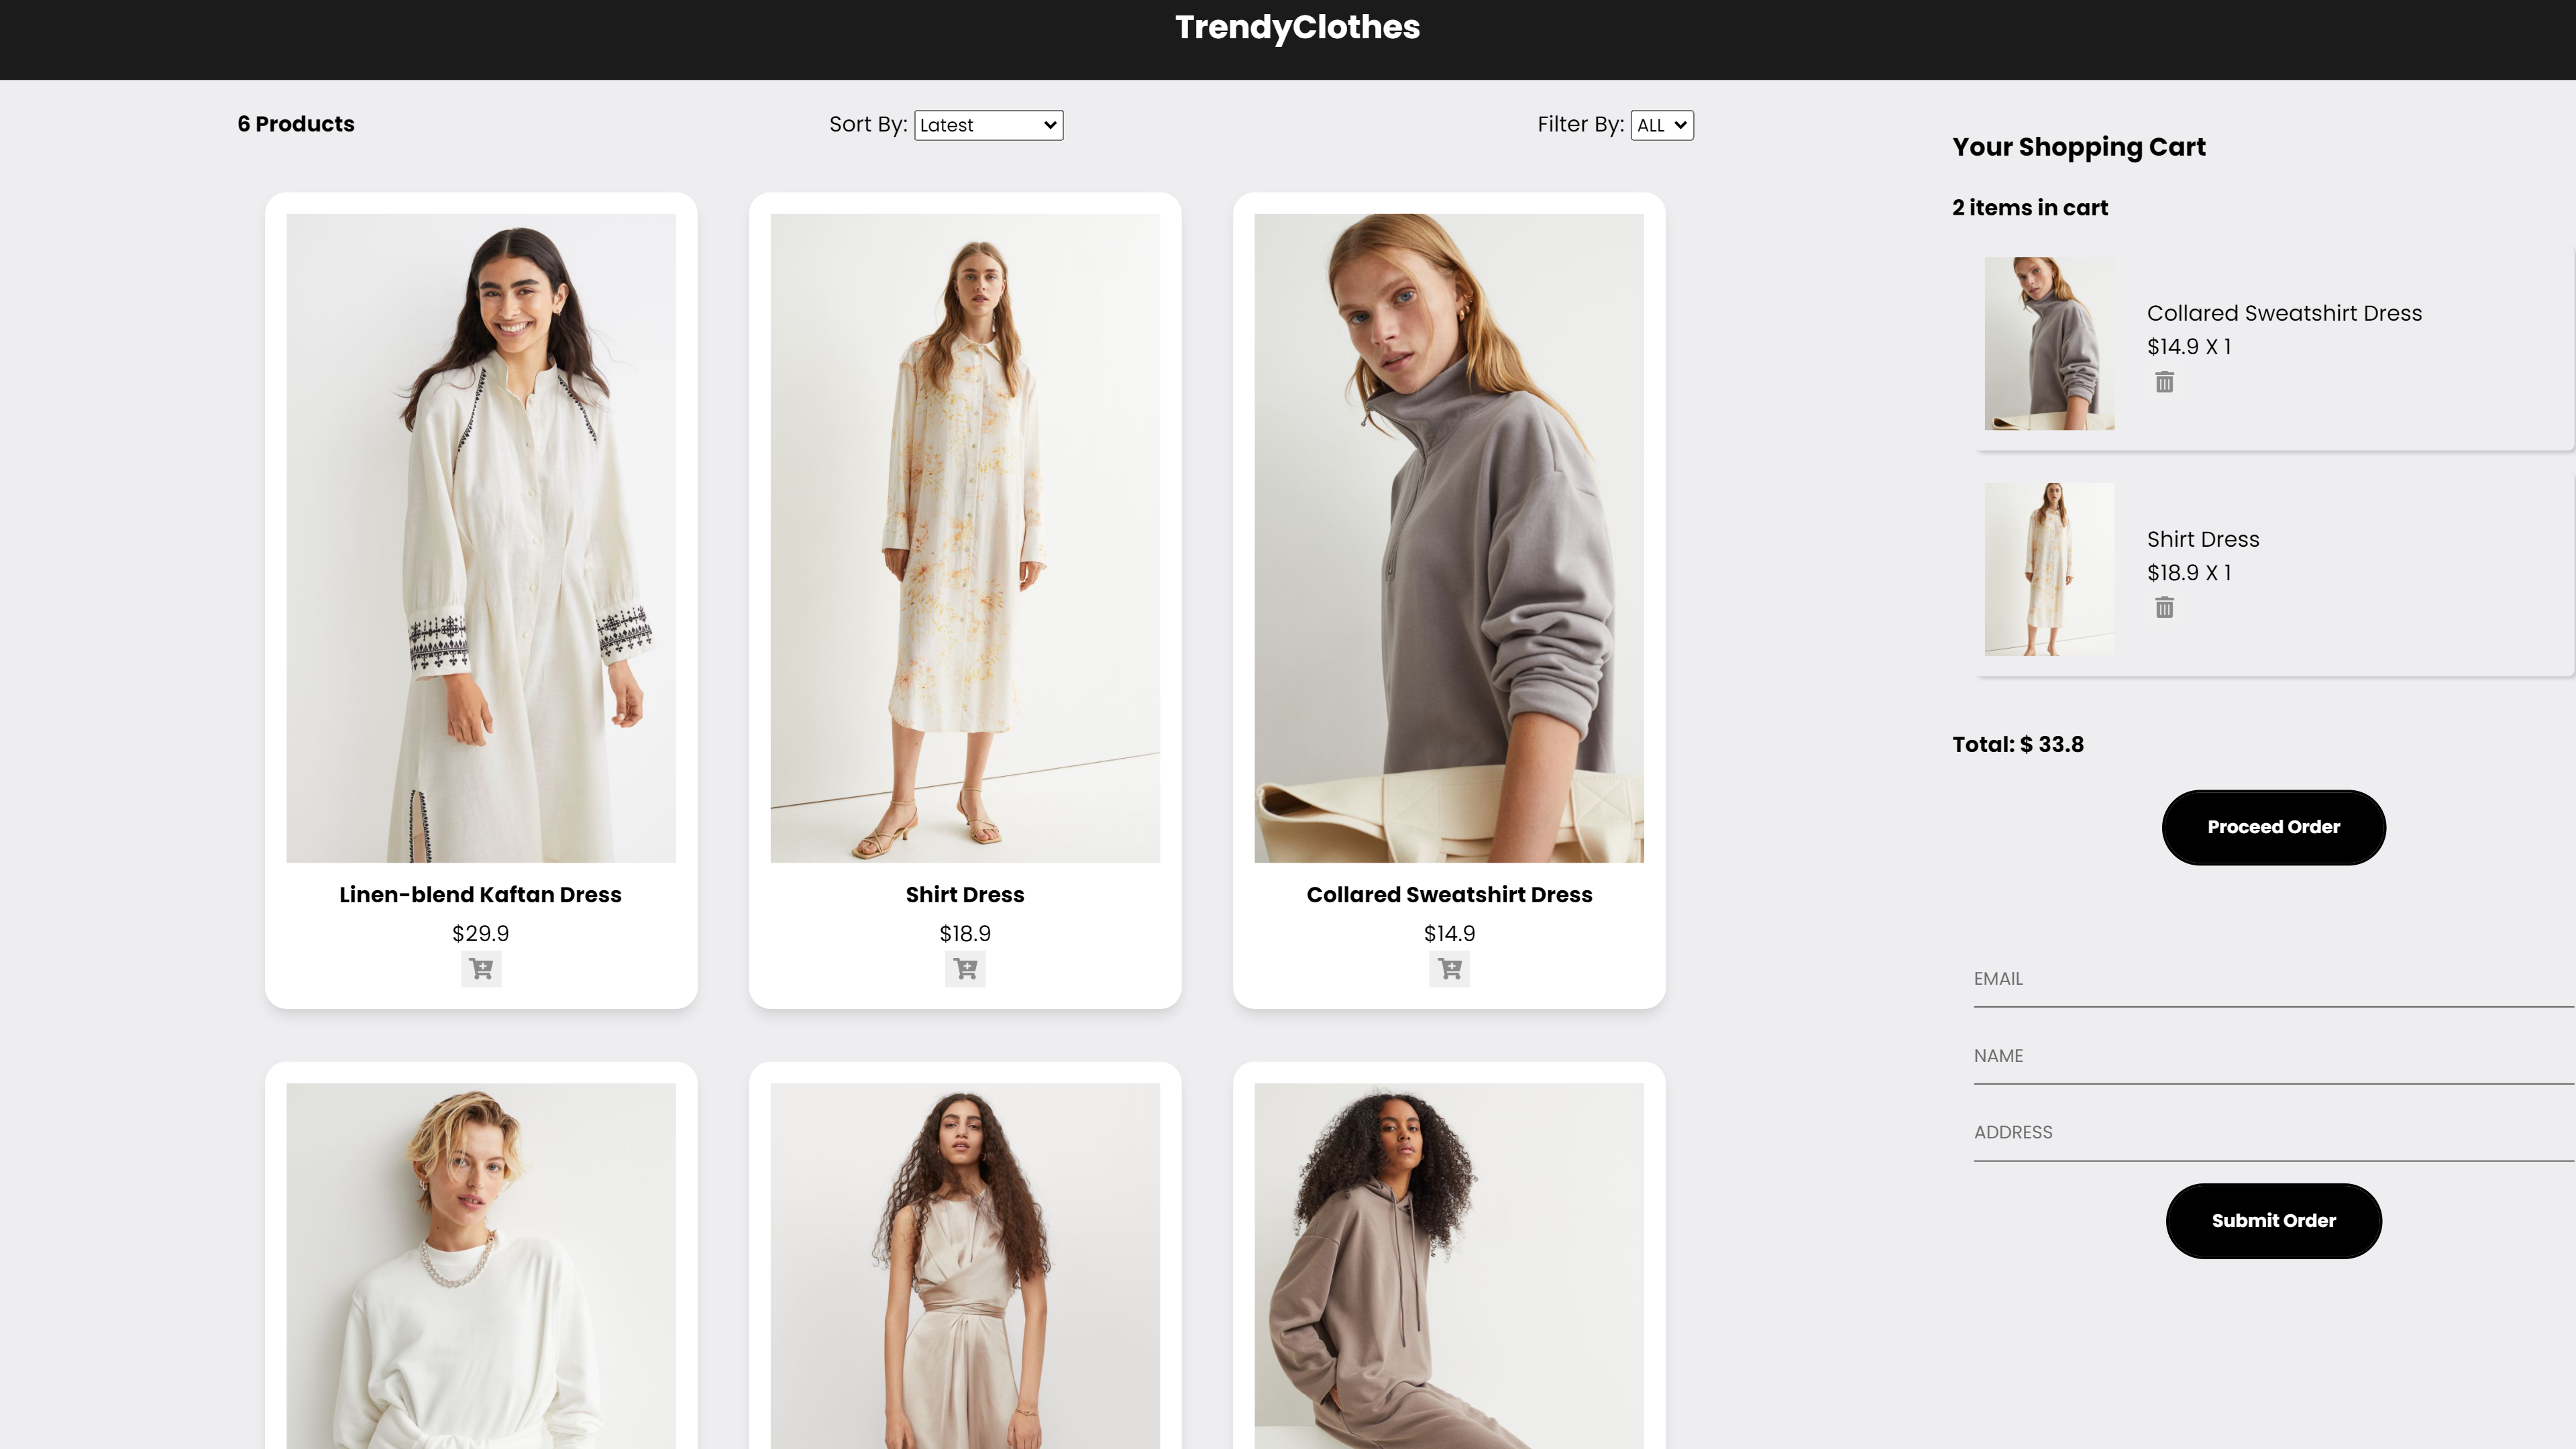 TrendyClothes
6 Products
Sort By: Latest
Filter By: ALL
Linen-blend Kaftan Dress
$29.9
Shirt Dress
$18.9
Collared Sweatshirt Dress
$14.9
Your Shopping Cart
2 items in cart
Collared Sweatshirt Dress
$14.9 X 1
Shirt Dress
$18.9 X 1
Total: $ 33.8
Proceed Order
EMAIL
NAME
ADDRESS
Submit Order